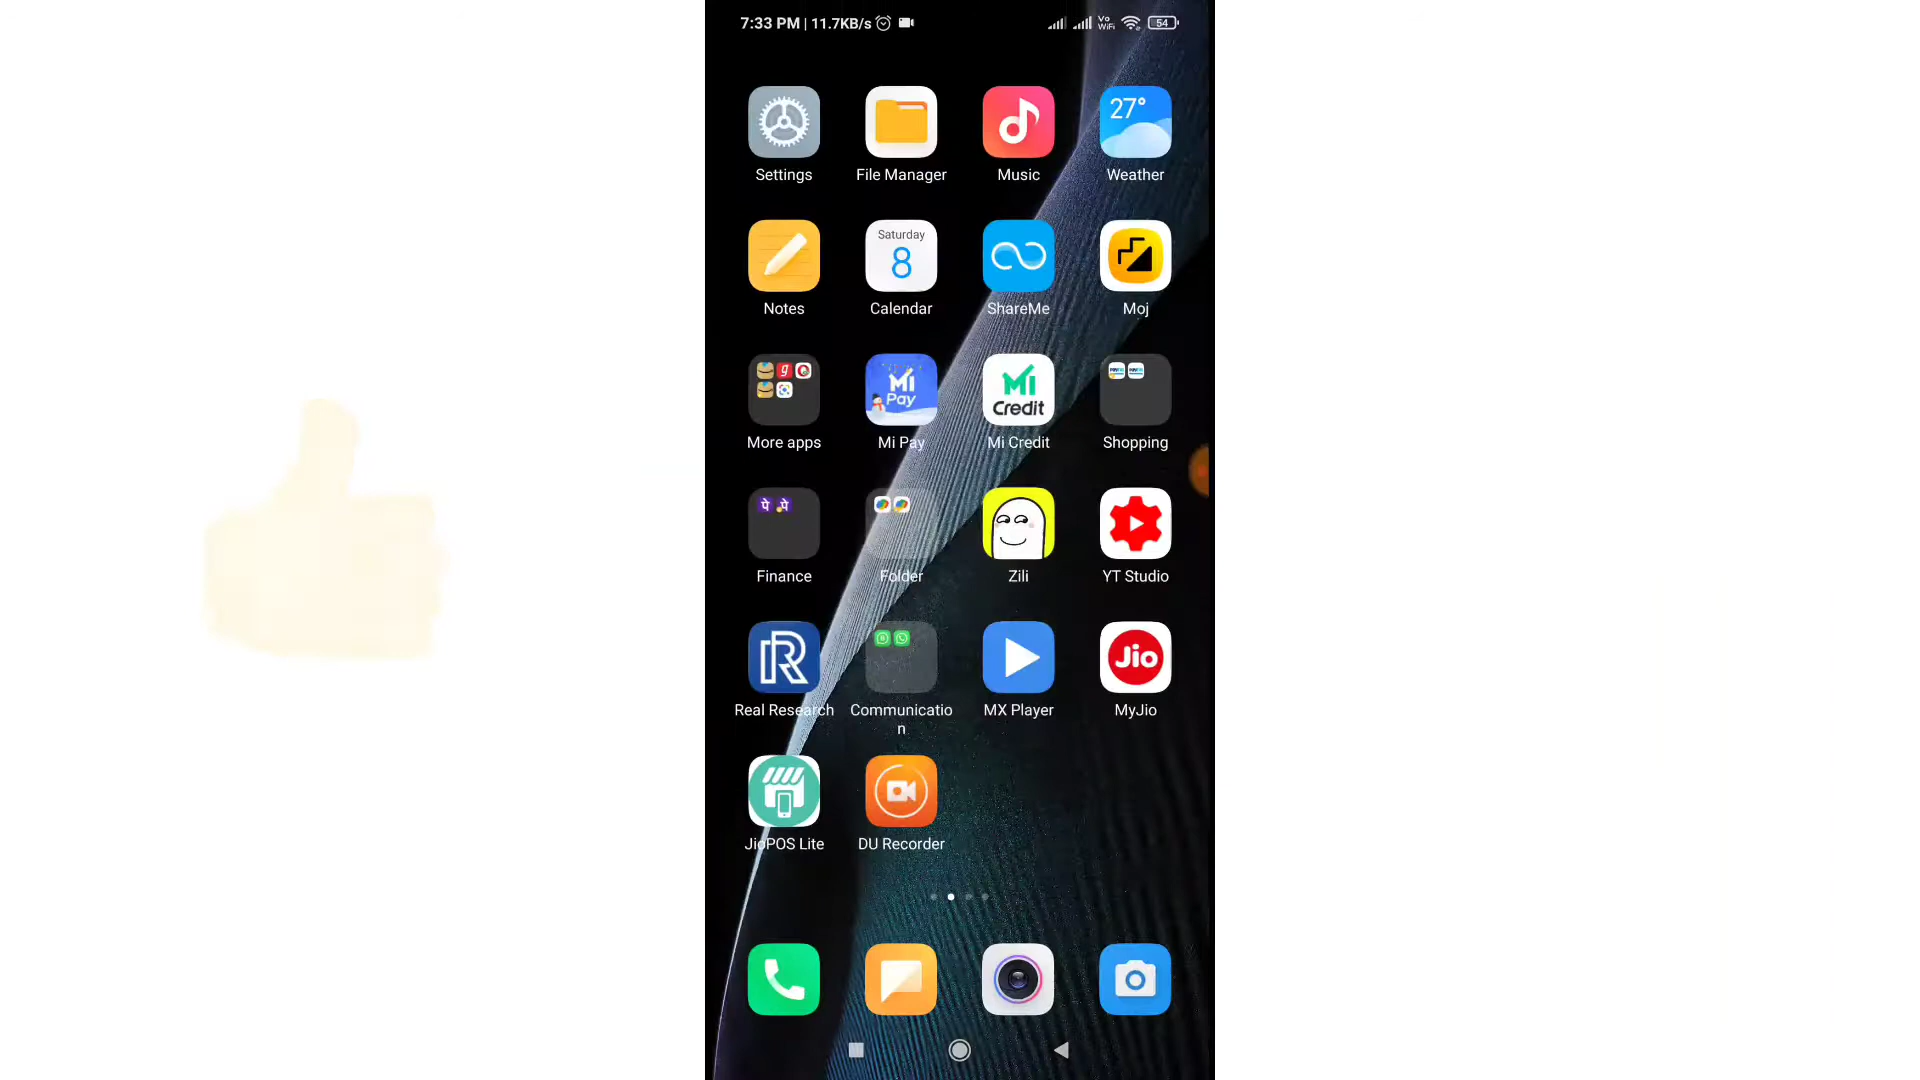 7:33 PM | 11.7KB/s
Vo
WiFi
54
27°
Settings
File Manager
Music
Weather
Saturday
8
Notes
Calendar
ShareMe
Moj
Mi
Pay
Mi
Credit
More apps
Mi Pay
Mi Credit
Shopping
पे
पे
Finance
Folder
Zili
YT Studio
R
Jio
Real Research
Communicatio
n
MX Player
MyJio
JioPOS Lite
DU Recorder